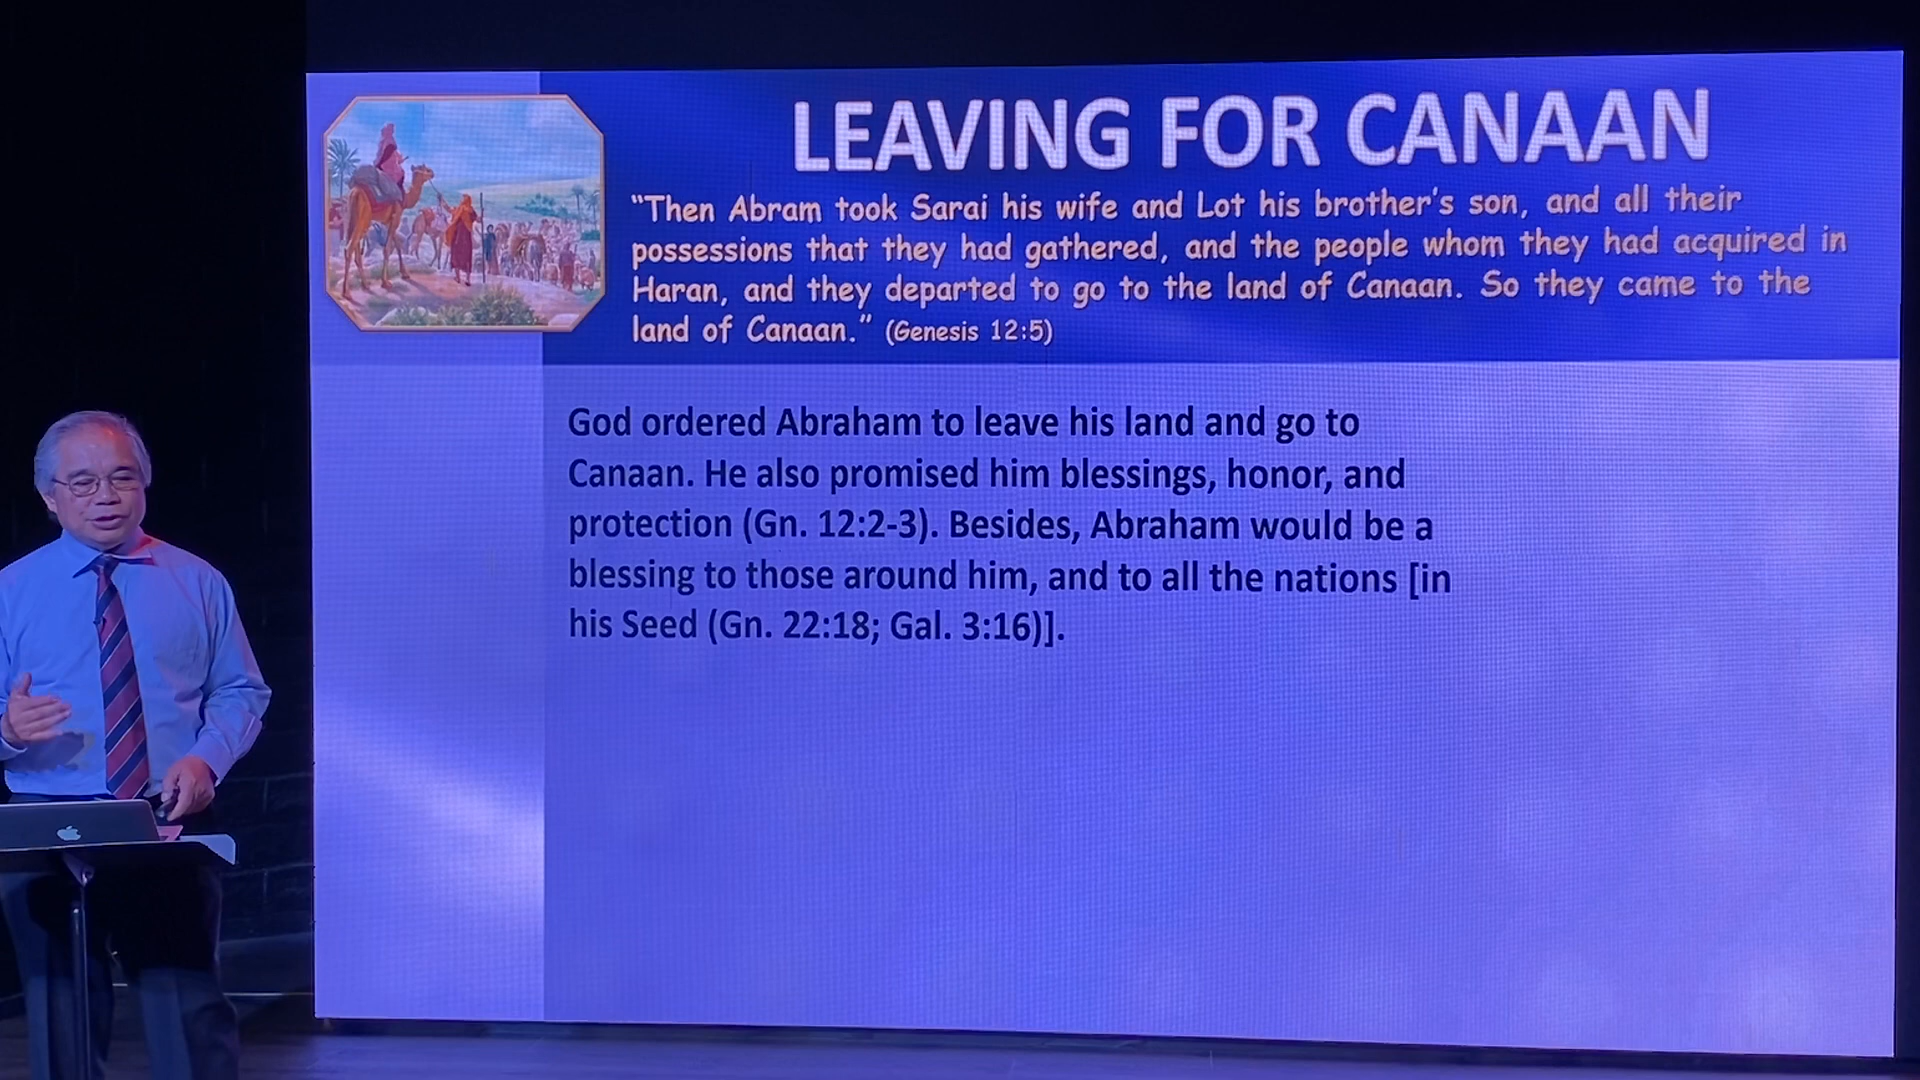 LEAVING FOR CANAAN
“Then Abram took Sarai his wife and Lot his brother’s son, and all their
possessions that they had gathered, and the people whom they had acquired in
Haran, and they departed to go to the land of Canaan. So they came to the
land of Canaan.” (Genesis 12:5)
God ordered Abraham to leave his land and go to
Canaan. He also promised him blessings, honor, and
protection (Gn. 12:2-3). Besides, Abraham would be a
blessing to those around him, and to all the nations [in
his Seed (Gn. 22:18; Gal. 3:16)].